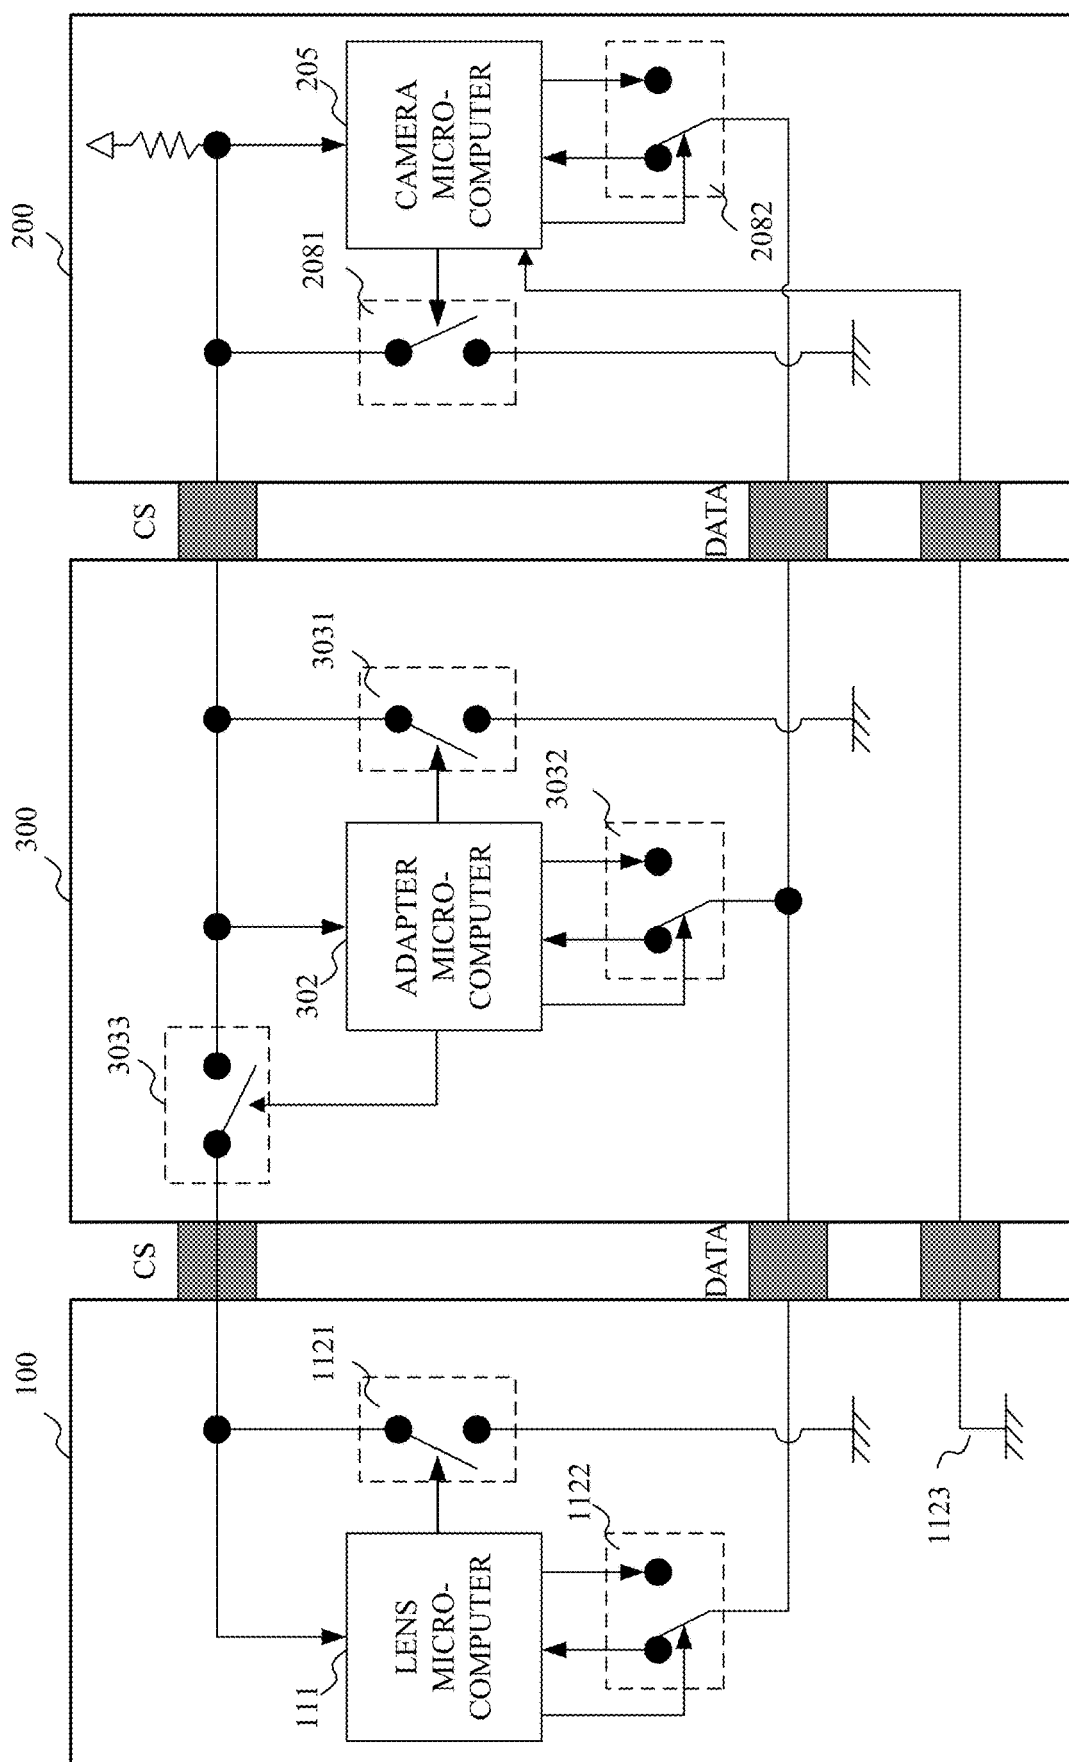 100
300
200
CS
CS
3033
1121
3031
2081
205
111
302
LENS
MICRO-
COMPUTER
ADAPTER
MICRO-
COMPUTER
CAMERA
MICRO-
COMPUTER
1122
3032
2082
DATA
DATA
1123